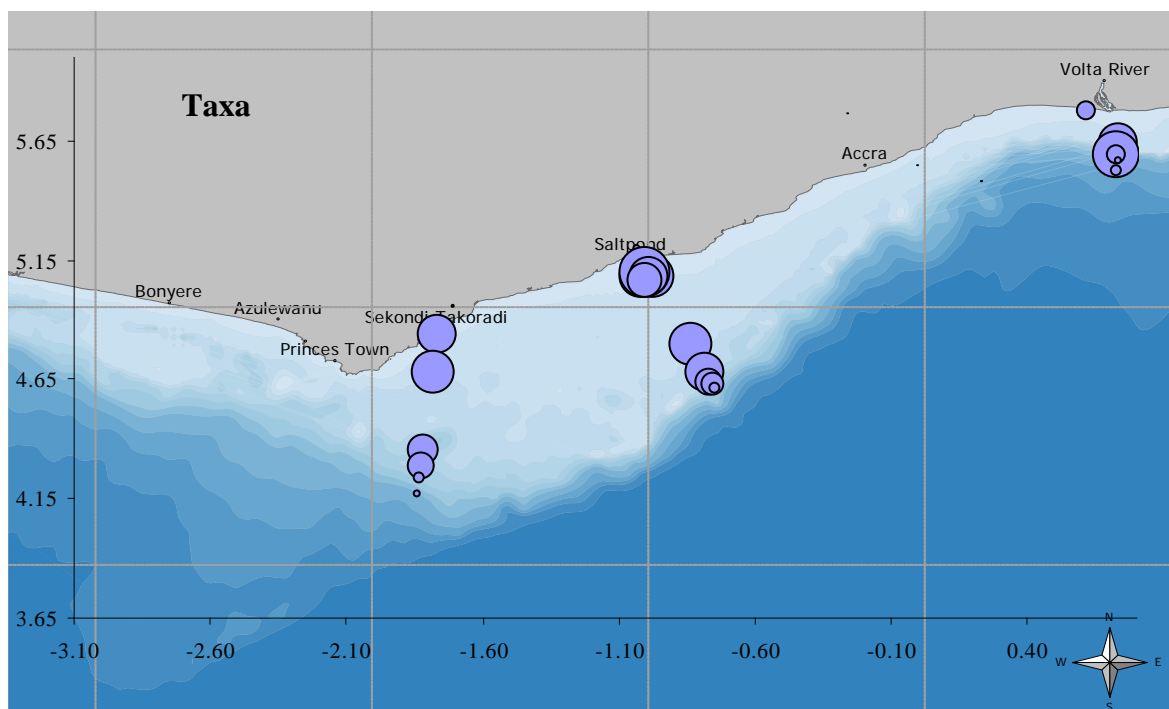 Volta River
Taxa
5.65
Accra
Saltpond
5.15
Bonyere
Azulewanu
Sekondi-Takoradi
Princes Town
4.65
4.15
3.65
-3.10 -2.60 -2.10 -1.60 -1.10 -0.60 -0.10 0.40
N
W E
S